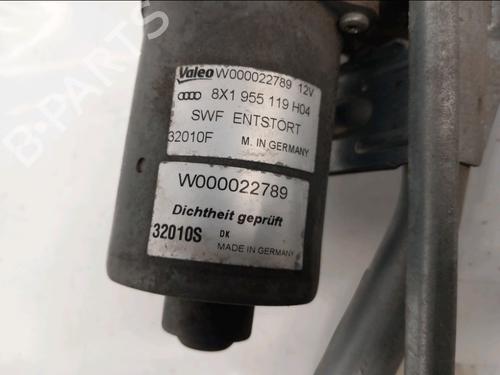 Valeo W000022789 12V
8X1 955 119 H04
SWF ENTSTÖRT
32010F M. IN GERMANY
W000022789
Dichtheit geprüft
32010S DK
MADE IN GERMANY